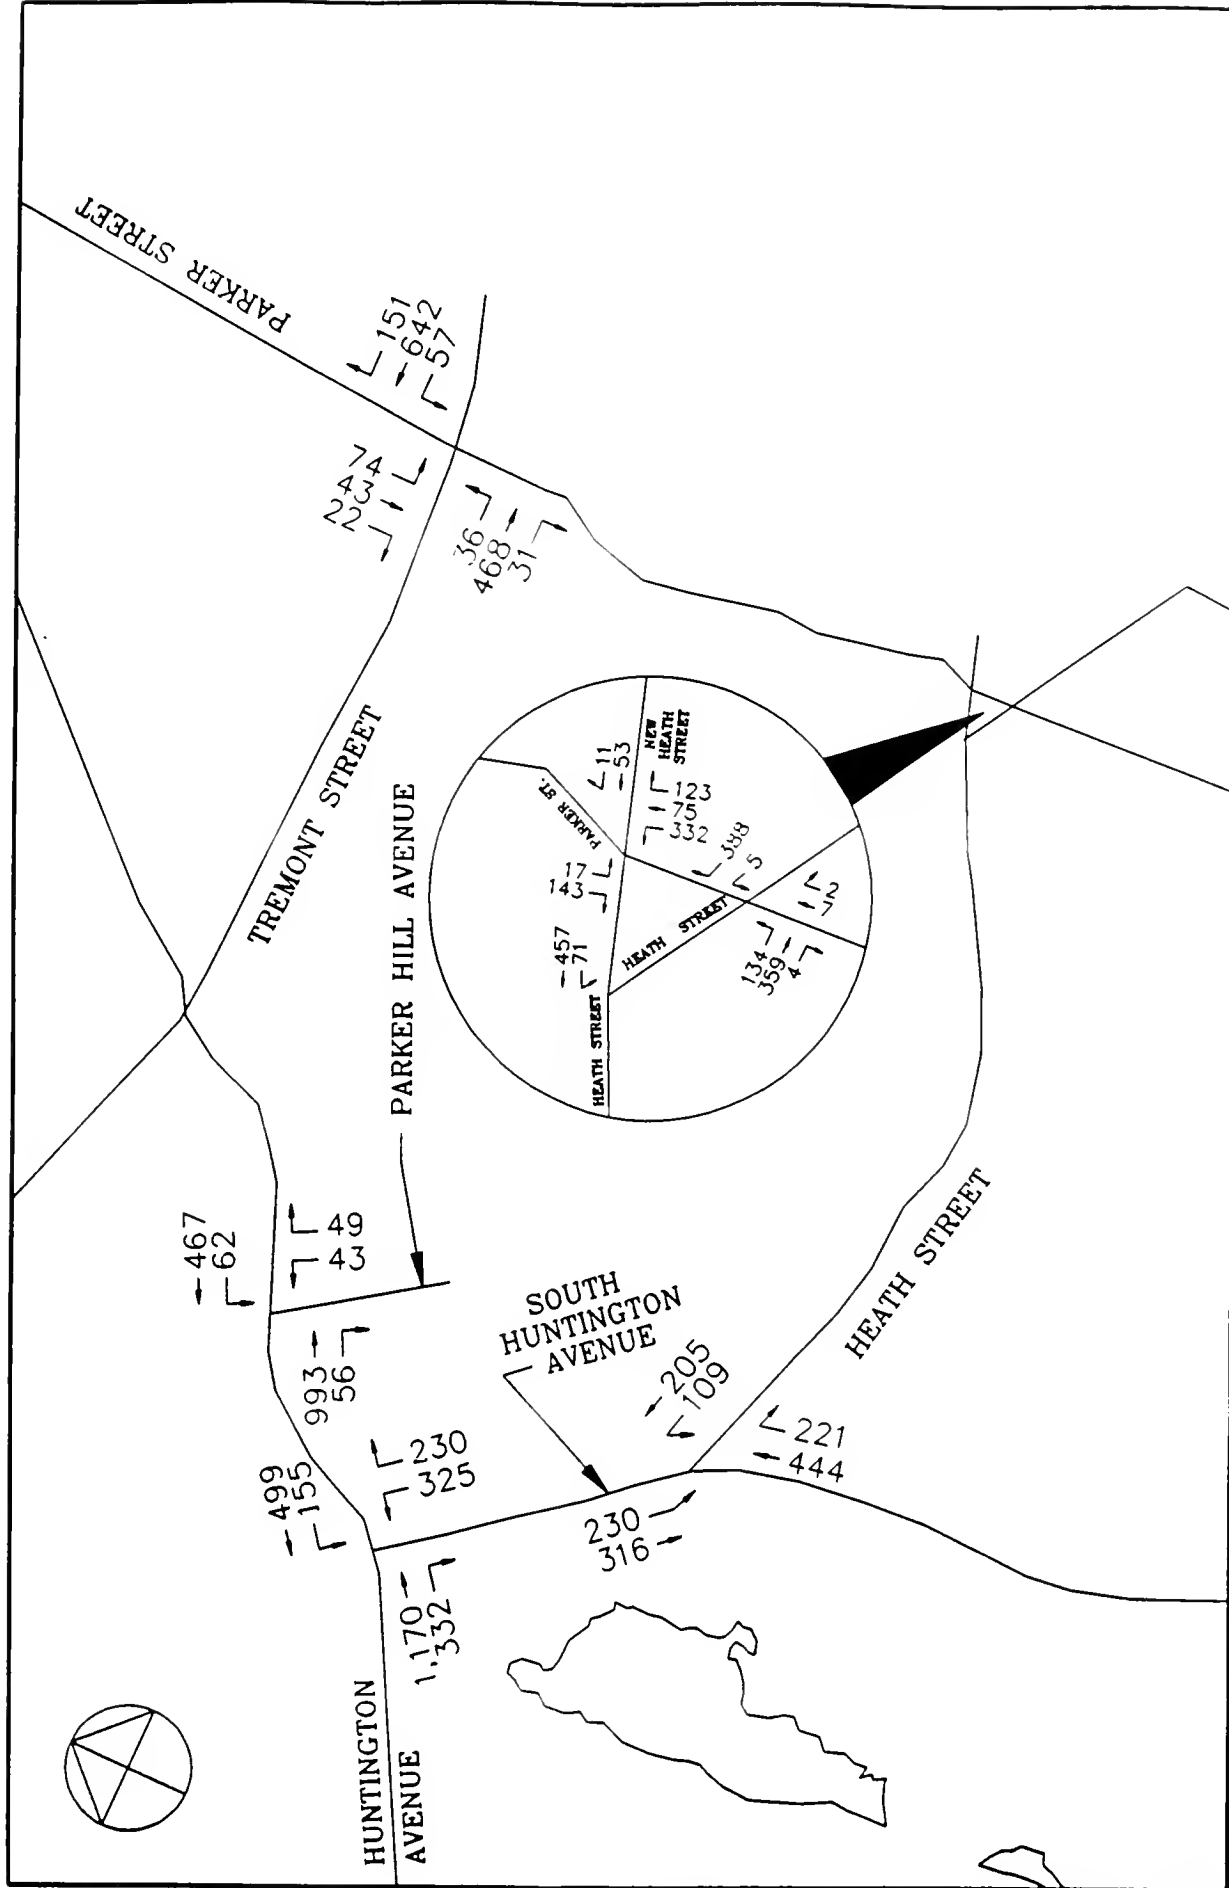 PARKER STREET
151
642
57
74
43
22
36
468
31
TREMONT STREET
PARKER HILL AVENUE
PARKER ST.
11
53
NEW
HEATH
STREET
123
75
332
17
143
388
5
457
71
HEATH STREET
HEATH STREET
2
7
134
359
4
467
62
49
43
993
56
SOUTH
HUNTINGTON
AVENUE
HEATH STREET
205
109
499
155
230
325
221
444
230
316
1,170
332
HUNTINGTON
AVENUE